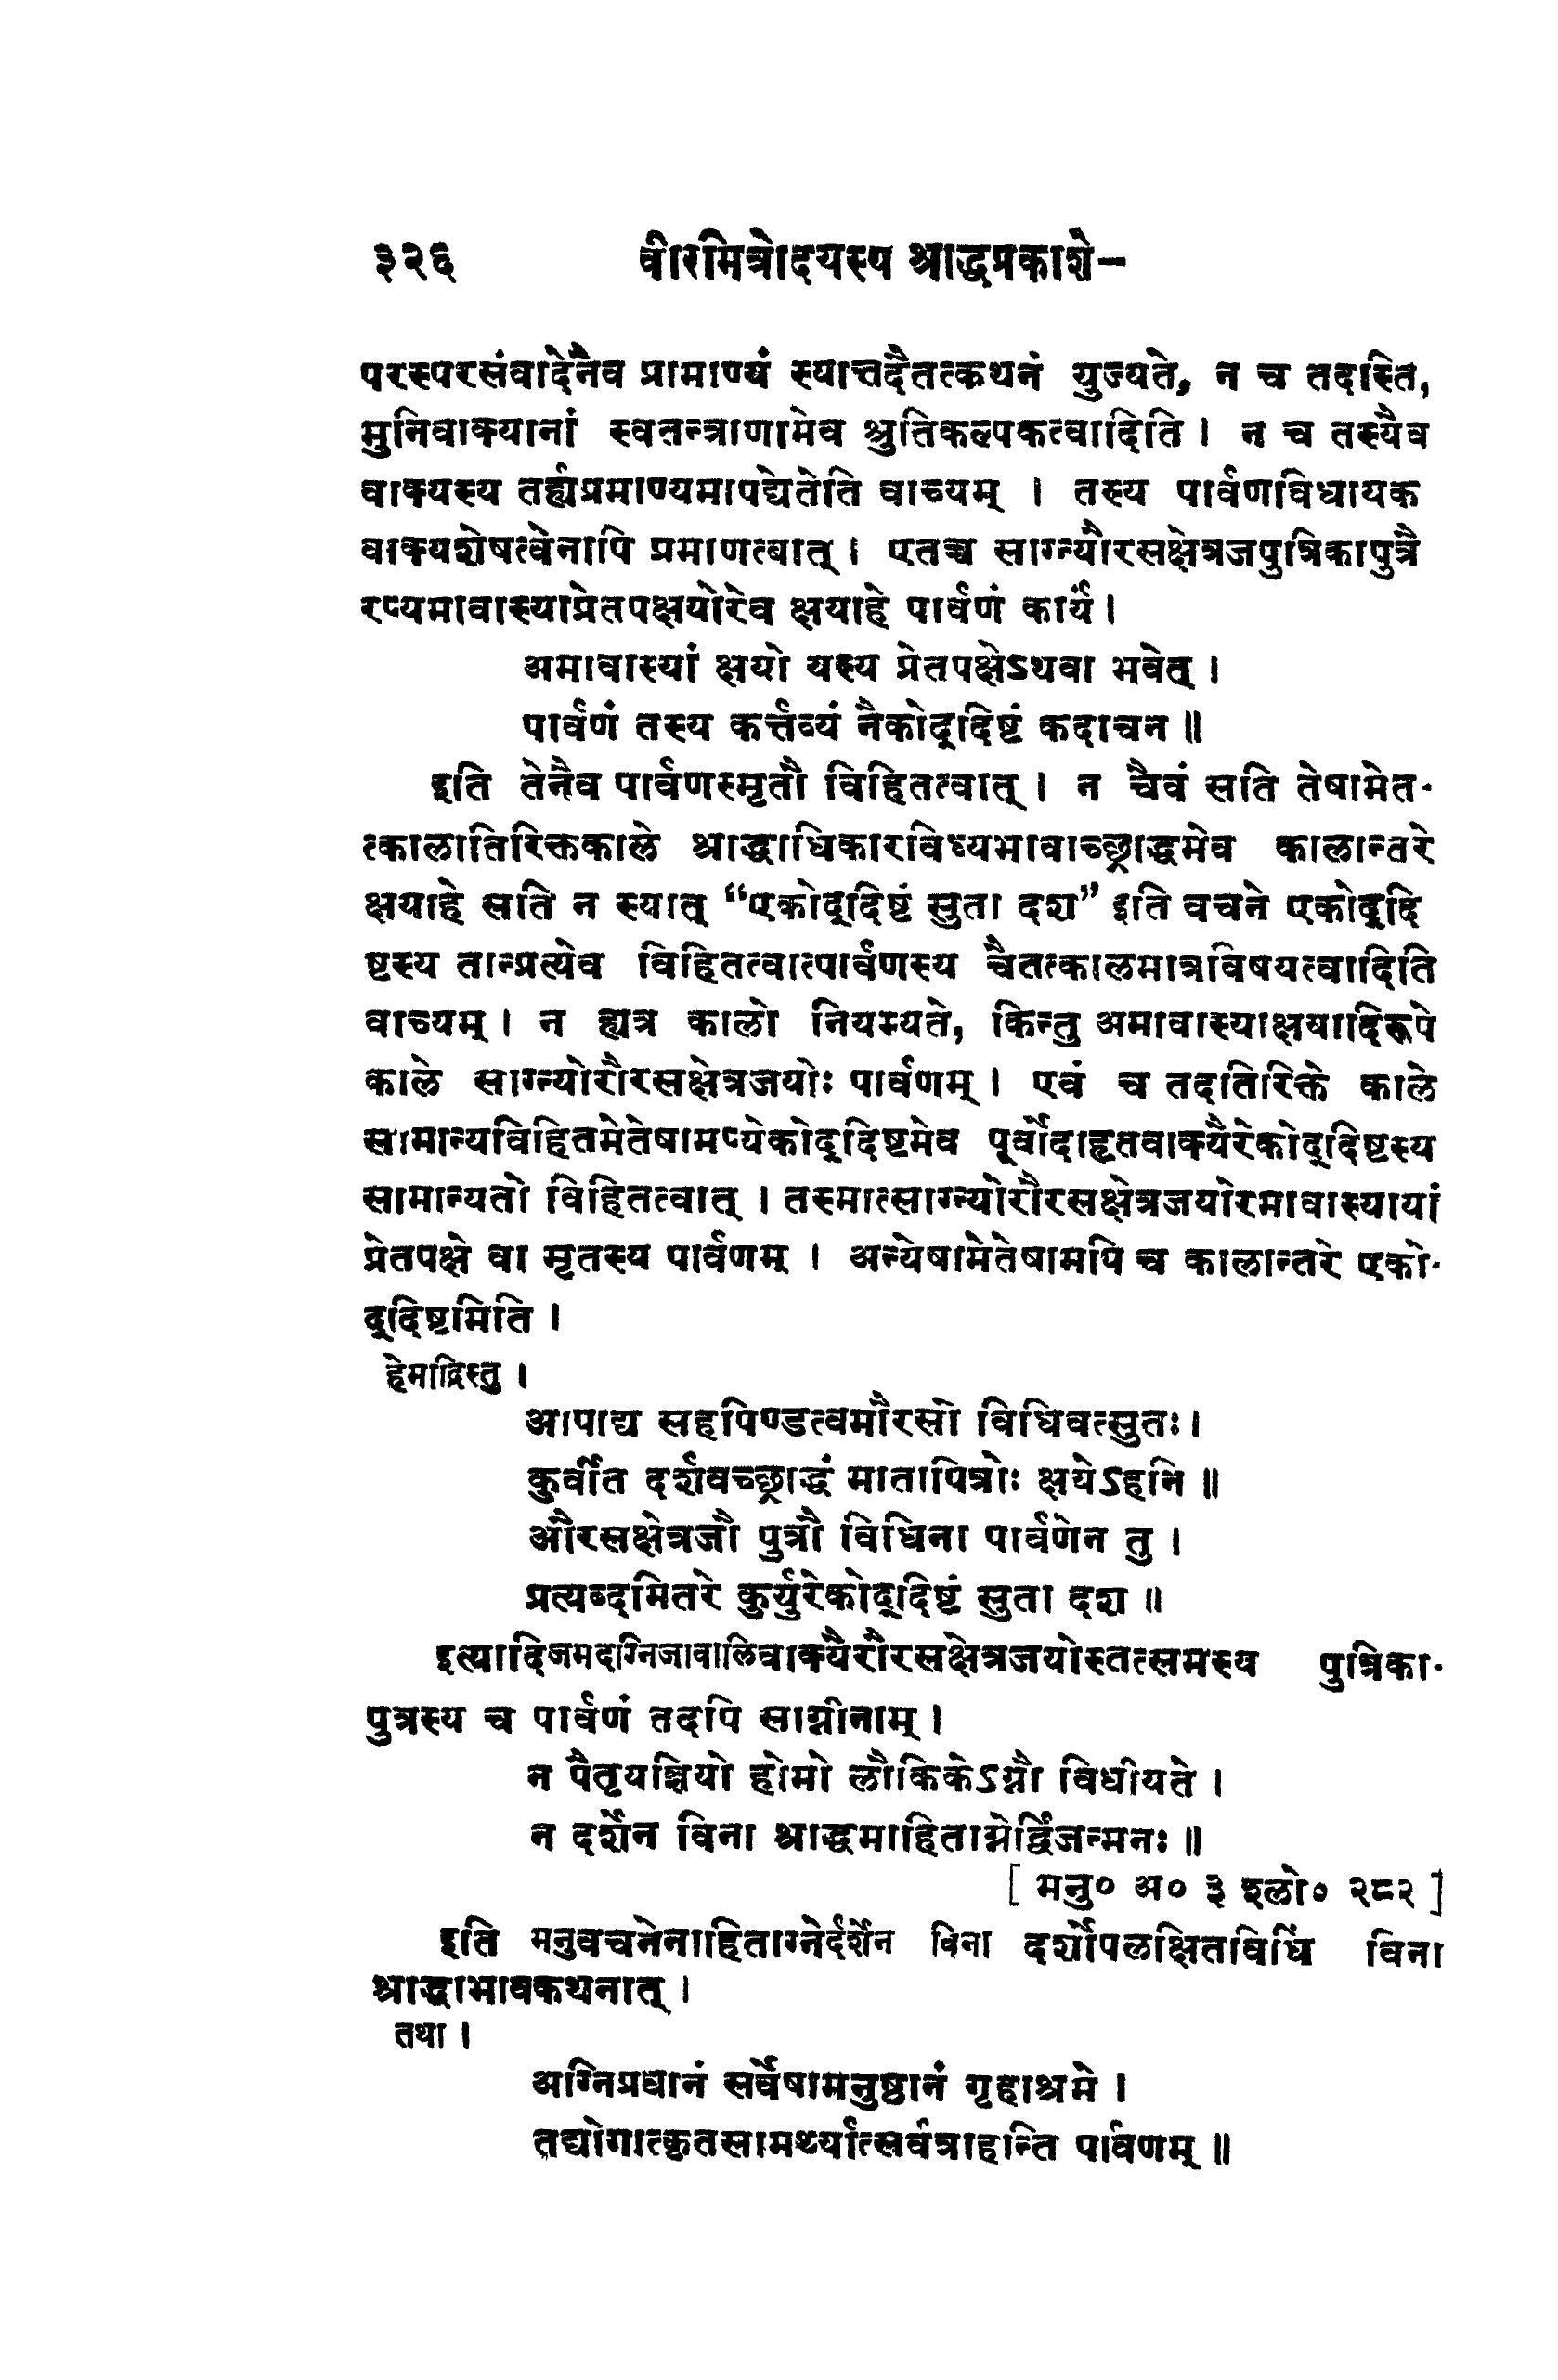 ३२६ वीरमित्रोदयस्य श्राद्धप्रकाशे–
परस्परसंवादेनैव प्रामाण्यं स्यात्तदैतत्कथनं युज्यते, न च तदस्ति,
मुनिवाक्यानां स्वतन्त्राणामेव श्रुतिकल्पकत्वादिति । न च तस्यैव
वाक्यस्य तर्ह्यप्रमाण्यमापद्येतेति वाच्यम् । तस्य पार्वणविधायक
वाक्यशेषत्वेनापि प्रमाणत्वात् । एतच्च साग्न्यौरसक्षेत्रजपुत्रिकापुत्रै
रप्यमावास्याप्रेतपक्षयोरेव क्षयाहे पार्वणं कार्यं ।
अमावास्यां क्षयो यस्य प्रेतपक्षेऽथवा भवेत् ।
पार्वणं तस्य कर्त्तव्यं नैकोद्दिष्टं कदाचन ॥
इति तेनैव पार्वणस्मृतौ विहितत्वात् । न चैवं सति तेषामेत-
त्कालातिरिक्तकाले श्राद्धाधिकारविध्यभावाच्छ्राद्धमेव कालान्तरे
क्षयाहे सति न स्यात् “एकोद्दिष्टं सुता दश” इति वचने एकोद्दि
ष्टस्य तान्प्रत्येव विहितत्वात्पार्वणस्य चैतत्कालमात्रविषयत्वादिति
वाच्यम् । न ह्यत्र कालो नियम्यते, किन्तु अमावास्याक्षयादिरूपे
काले साग्न्योरौरसक्षेत्रजयोः पार्वणम् । एवं च तदतिरिक्ते काले
सामान्यविहितमेतेषामप्येकोद्दिष्टमेव पूर्वोदाहृतवाक्यैरेकोद्दिष्टस्य
सामान्यतो विहितत्वात् । तस्मात्साग्न्योरौरसक्षेत्रजयोरमावास्यायां
प्रेतपक्षे वा मृतस्य पार्वणम् । अन्येषामेतेषामपि च कालान्तरे एको-
द्दिष्टमिति ।
हेमाद्रिस्तु ।
आपाद्य सहपिण्डत्वमौरसो विधिवत्सुतः ।
कुर्वीत दर्शवच्छ्राद्धं मातापित्रोः क्षयेऽहनि ॥
औरसक्षेत्रजौ पुत्रौ विधिना पार्वणेन तु ।
प्रत्यब्दमितरे कुर्युरेकोद्दिष्टं सुता दश ॥
इत्यादिजमदग्निजावालिवाक्यैरौरसक्षेत्रजयोस्तत्समस्य पुत्रिका-
पुत्रस्य च पार्वणं तदपि साग्नीनाम् ।
न पैतृयज्ञियो होमो लौकिकेऽग्नौ विधीयते ।
न दर्शेन विना श्राद्धमाहिताग्नेर्द्विजन्मनः ॥
[ मनु० अ० ३ श्लो० २८२ ]
इति मनुवचनेनाहिताग्नेर्दर्शेन विना दर्शोपलक्षितविधिं विना
श्राद्धाभावकथनात् ।
तथा ।
अग्निप्रधानं सर्वेषामनुष्ठानं गृहाश्रमे ।
तद्योगात्कृतसामर्थ्यात्सर्वत्रार्हन्ति पार्वणम् ॥